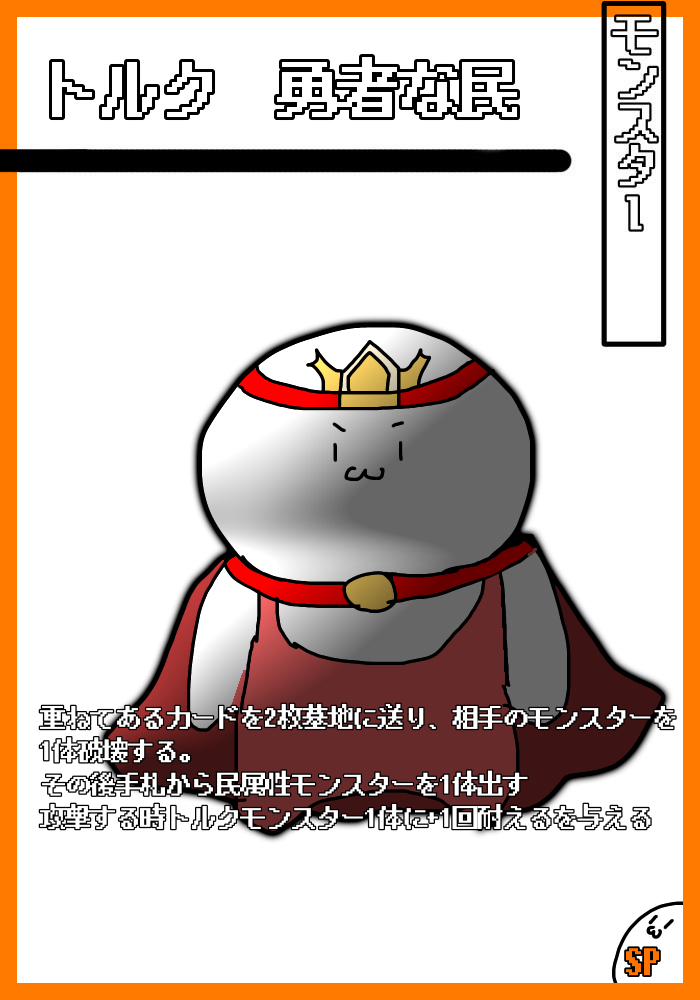 トルク　勇者な民
モンスター
重ねてあるカードを2枚墓地に送り、相手のモンスターを
1体破壊する。
その後手札から民属性モンスターを1体出す
攻撃する時トルクモンスター1体に+1回耐えるを与える
SP